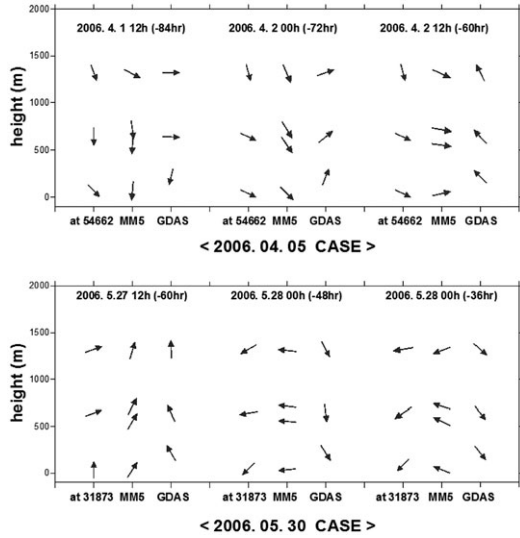 2000
2006. 4. 1 12h (-84hr) 2006. 4. 2 00h (-72hr) 2006. 4. 2 12h (-60hr)
1500
height (m)
1000
500
0
at 54662 MM5 GDAS at 54662 MM5 GDAS at 54662 MM5 GDAS
< 2006. 04. 05 CASE >
2000
2006. 5.27 12h (-60hr) 2006. 5.28 00h (-48hr) 2006. 5.28 00h (-36hr)
1500
height (m)
1000
500
0
at 31873 MM5 GDAS at 31873 MM5 GDAS at 31873 MM5 GDAS
< 2006. 05. 30 CASE >